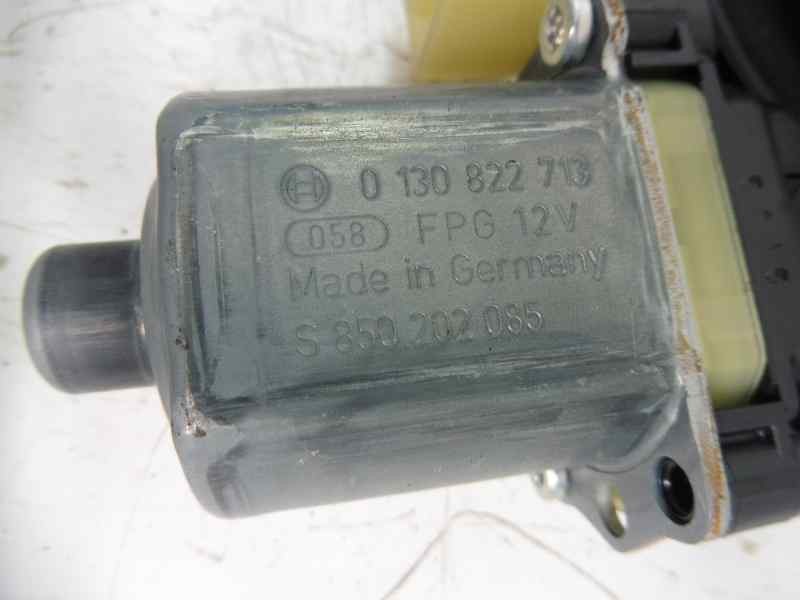 0 130 822 713
058 FPG 12V
Made in Germany
S 850 202 085